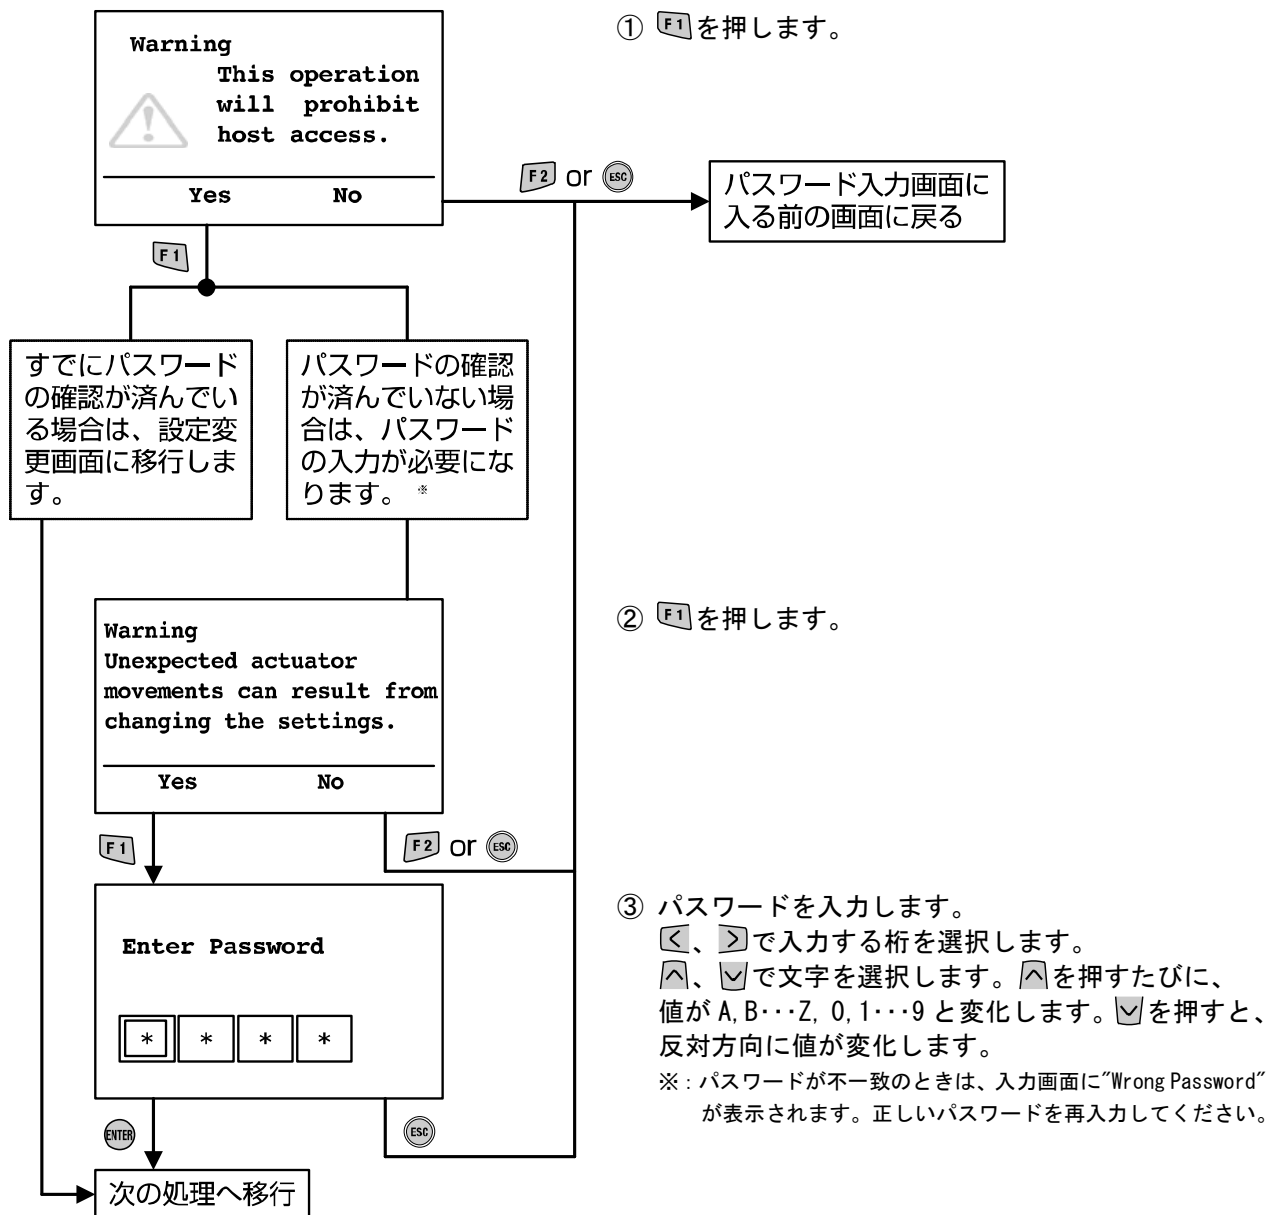 Warning
This operation
will prohibit
host access.
Yes No
① F1を押します。
F2 or ESC
パスワード入力画面に
入る前の画面に戻る
F1
すでにパスワード
の確認が済んでい
る場合は、設定変
更画面に移行しま
す。
パスワードの確認
が済んでいない場
合は、パスワード
の入力が必要にな
ります。 ※
Warning
Unexpected actuator
movements can result from
changing the settings.
Yes No
② F1を押します。
F1
F2 or ESC
Enter Password
* * * *
ENTER
ESC
次の処理へ移行
③ パスワードを入力します。
<、>で入力する桁を選択します。
∧、∨で文字を選択します。∧を押すたびに、
値が A,B・・・Z, 0,1・・・9 と変化します。∨を押すと、
反対方向に値が変化します。
※：パスワードが不一致のときは、入力画面に"Wrong Password"
が表示されます。正しいパスワードを再入力してください。